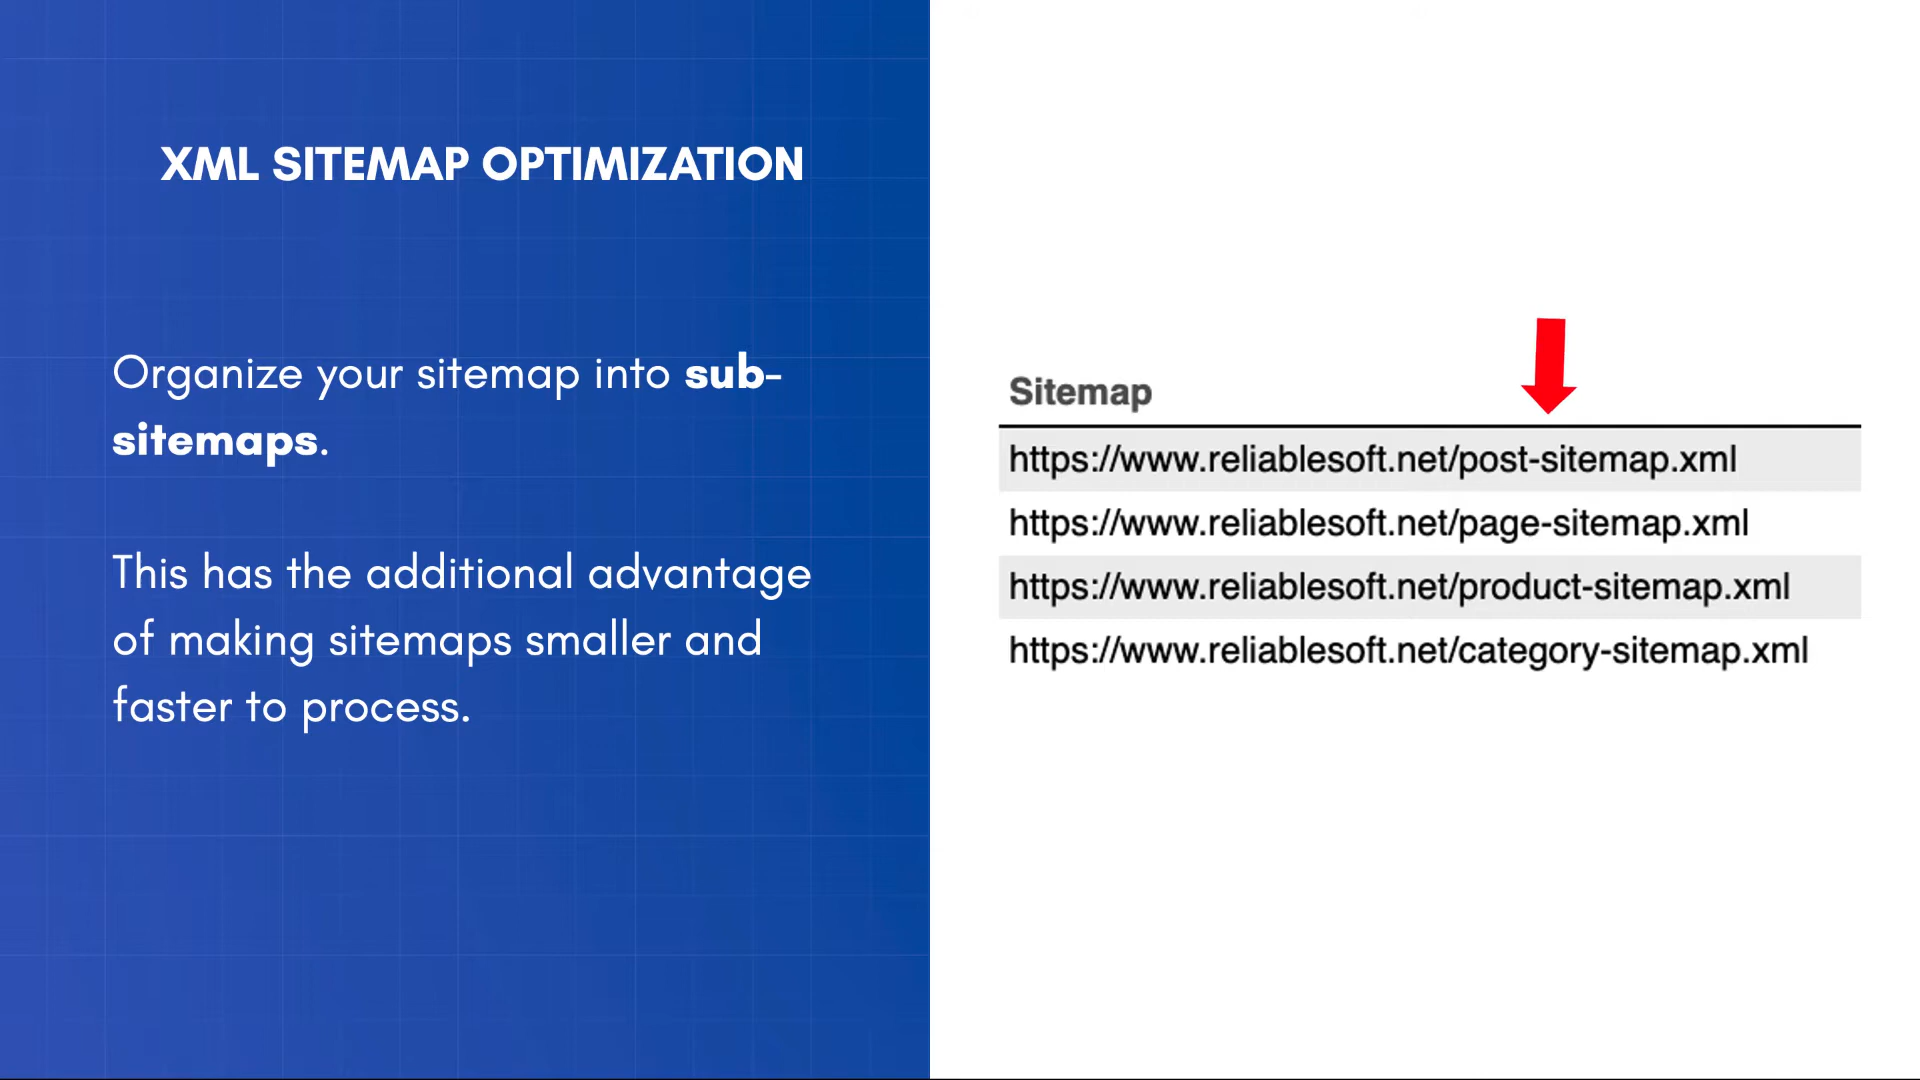 XML SITEMAP OPTIMIZATION
Organize your sitemap into sub-
sitemaps.
This has the additional advantage
of making sitemaps smaller and
faster to process.
Sitemap
https://www.reliablesoft.net/post-sitemap.xml
https://www.reliablesoft.net/page-sitemap.xml
https://www.reliablesoft.net/product-sitemap.xml
https://www.reliablesoft.net/category-sitemap.xml